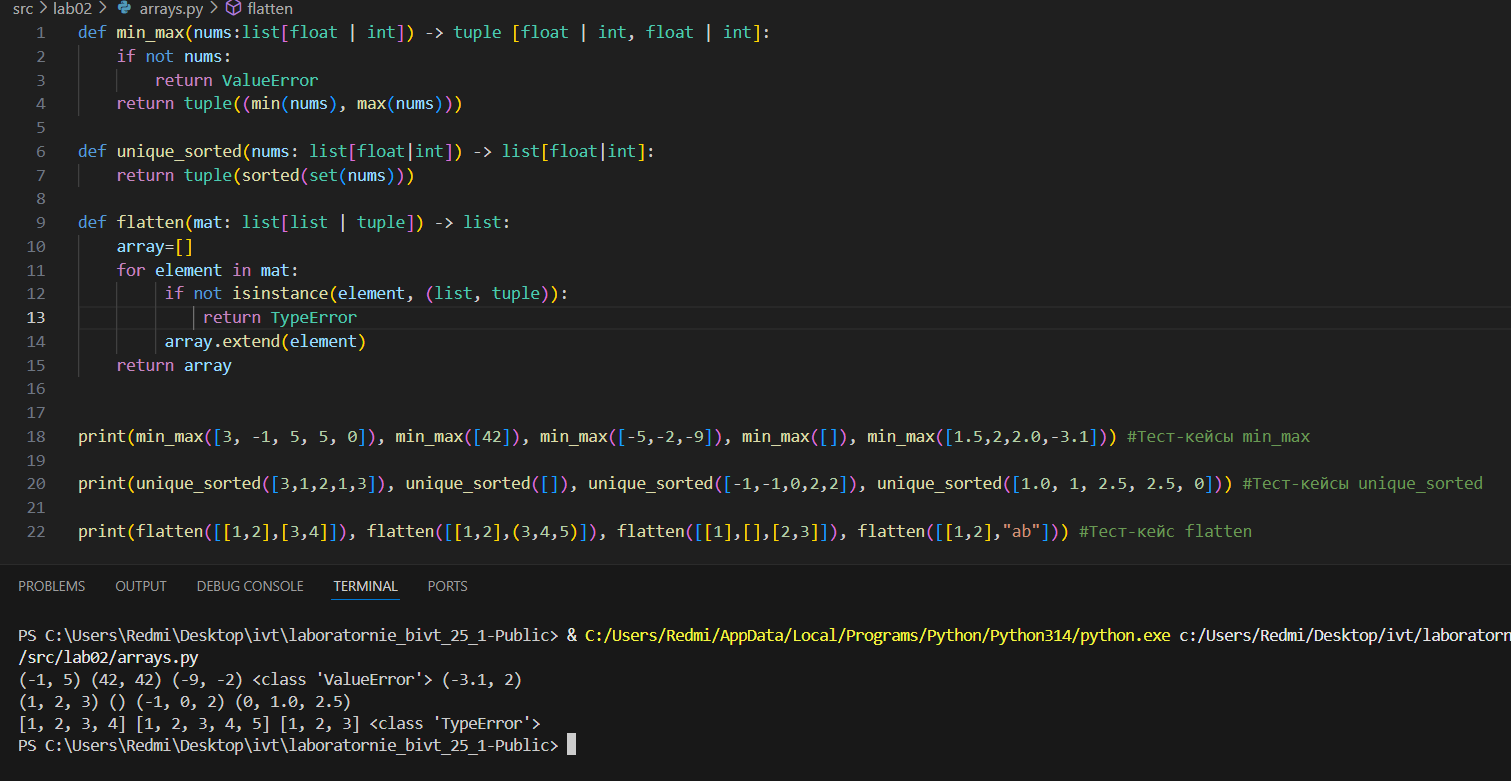 src > lab02 > arrays.py > flatten
1 def min_max(nums:list[float | int]) -> tuple [float | int, float | int]:
2     if not nums:
3         return ValueError
4     return tuple((min(nums), max(nums)))
5
6 def unique_sorted(nums: list[float|int]) -> list[float|int]:
7     return tuple(sorted(set(nums)))
8
9 def flatten(mat: list[list | tuple]) -> list:
10     array=[]
11     for element in mat:
12          if not isinstance(element, (list, tuple)):
13              return TypeError
14          array.extend(element)
15     return array
16
17
18 print(min_max([3, -1, 5, 5, 0]), min_max([42]), min_max([-5,-2,-9]), min_max([]), min_max([1.5,2,2.0,-3.1])) #Тест-кейсы min_max
19
20 print(unique_sorted([3,1,2,1,3]), unique_sorted([]), unique_sorted([-1,-1,0,2,2]), unique_sorted([1.0, 1, 2.5, 2.5, 0])) #Тест-кейсы unique_sorted
21
22 print(flatten([[1,2],[3,4]]), flatten([[1,2],(3,4,5)]), flatten([[1],[],[2,3]]), flatten([[1,2],"ab"])) #Тест-кейс flatten
PROBLEMS OUTPUT DEBUG CONSOLE TERMINAL PORTS
PS C:\Users\Redmi\Desktop\ivt\laboratornie_bivt_25_1-Public> & C:/Users/Redmi/AppData/Local/Programs/Python/Python314/python.exe c:/Users/Redmi/Desktop/ivt/laboratorn
/src/lab02/arrays.py
(-1, 5) (42, 42) (-9, -2) <class 'ValueError'> (-3.1, 2)
(1, 2, 3) () (-1, 0, 2) (0, 1.0, 2.5)
[1, 2, 3, 4] [1, 2, 3, 4, 5] [1, 2, 3] <class 'TypeError'>
PS C:\Users\Redmi\Desktop\ivt\laboratornie_bivt_25_1-Public>